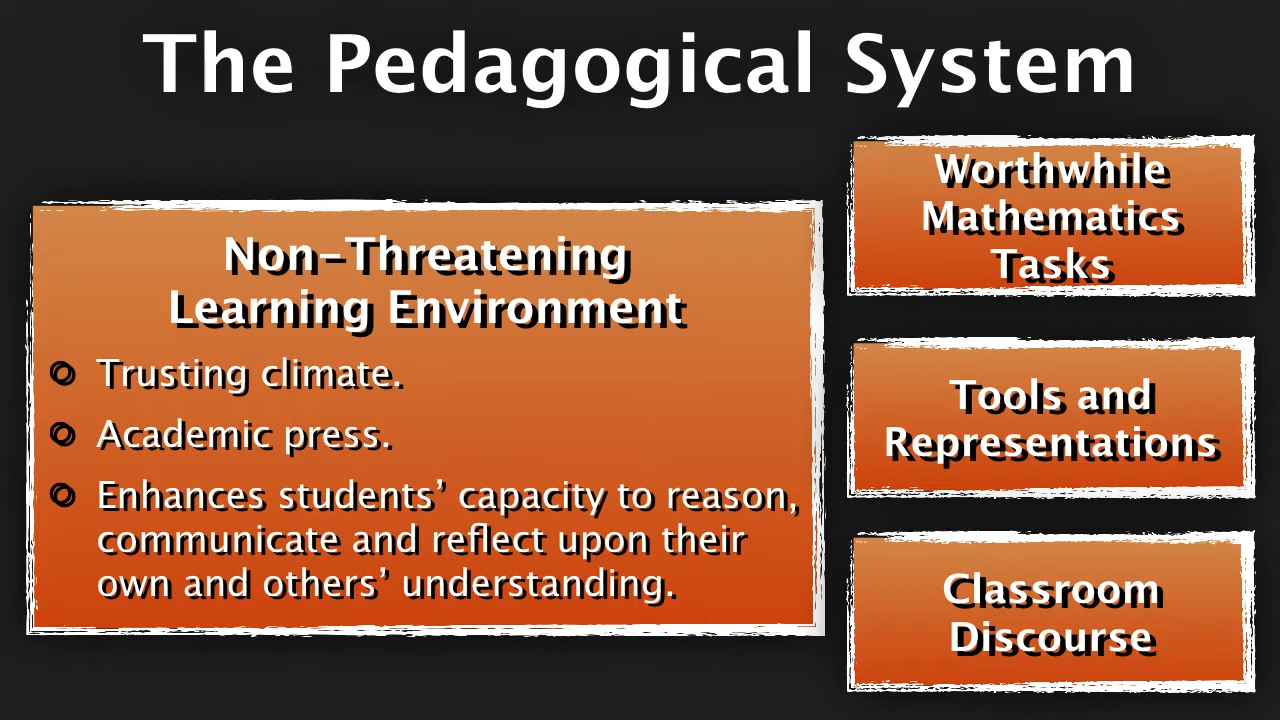 The Pedagogical System
Non-Threatening
Learning Environment
Trusting climate.
Academic press.
Enhances students’ capacity to reason,
communicate and reflect upon their
own and others’ understanding.
Worthwhile
Mathematics
Tasks
Tools and
Representations
Classroom
Discourse